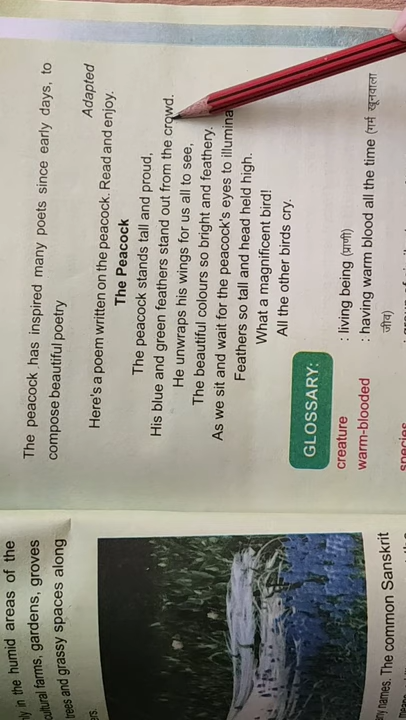 The peacock has inspired many poets since early days, to
compose beautiful poetry
Adapted
Here's a poem written on the peacock. Read and enjoy.
The Peacock
The peacock stands tall and proud,
His blue and green feathers stand out from the crowd.
He unwraps his wings for us all to see,
The beautiful colours so bright and feathery.
As we sit and wait for the peacock's eyes to illumina
Feathers so tall and head held high.
What a magnificent bird!
All the other birds cry.
GLOSSARY:
creature : living being (प्राणी)
warm-blooded : having warm blood all the time (गर्म खूनवाला
जीव)
species
in the humid areas of the
cultural farms, gardens, groves
trees and grassy spaces along
ers.
ny names. The common Sanskrit